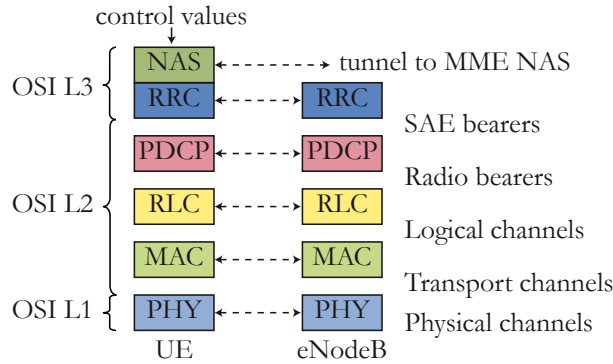 control values
NAS
tunnel to MME NAS
OSI L3
RRC
RRC
SAE bearers
PDCP
PDCP
Radio bearers
OSI L2
RLC
RLC
Logical channels
MAC
MAC
Transport channels
OSI L1
PHY
PHY
Physical channels
UE
eNodeB